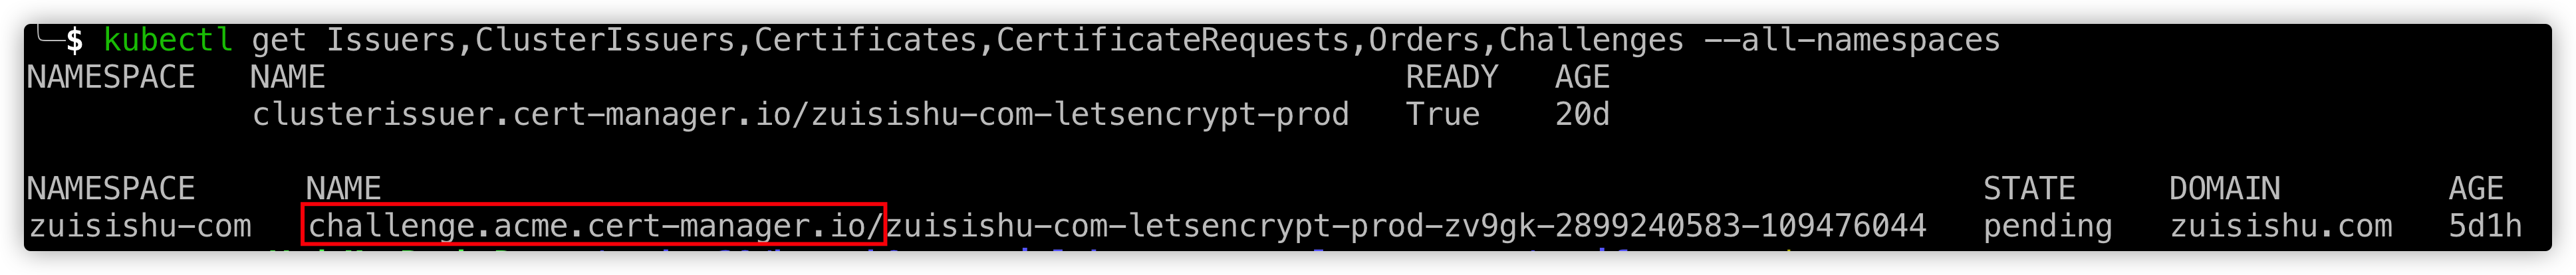 $ kubectl get Issuers,ClusterIssuers,Certificates,CertificateRequests,Orders,Challenges --all-namespaces
NAMESPACE NAME READY AGE
clusterissuer.cert-manager.io/zuisishu-com-letsencrypt-prod True 20d
NAMESPACE NAME STATE DOMAIN AGE
zuisishu-com challenge.acme.cert-manager.io/zuisishu-com-letsencrypt-prod-zv9gk-2899240583-109476044 pending zuisishu.com 5d1h